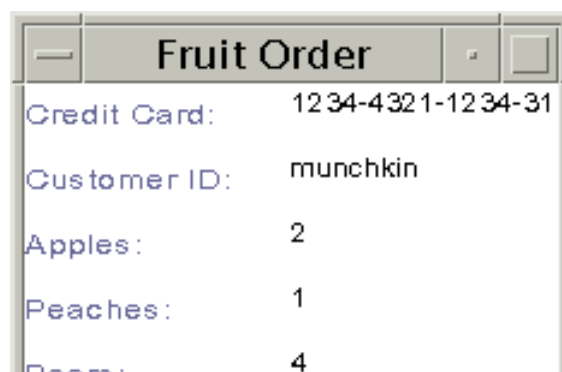 Fruit Order
Credit Card: 1234-4321-1234-31
Customer ID: munchkin
Apples: 2
Peaches: 1
4